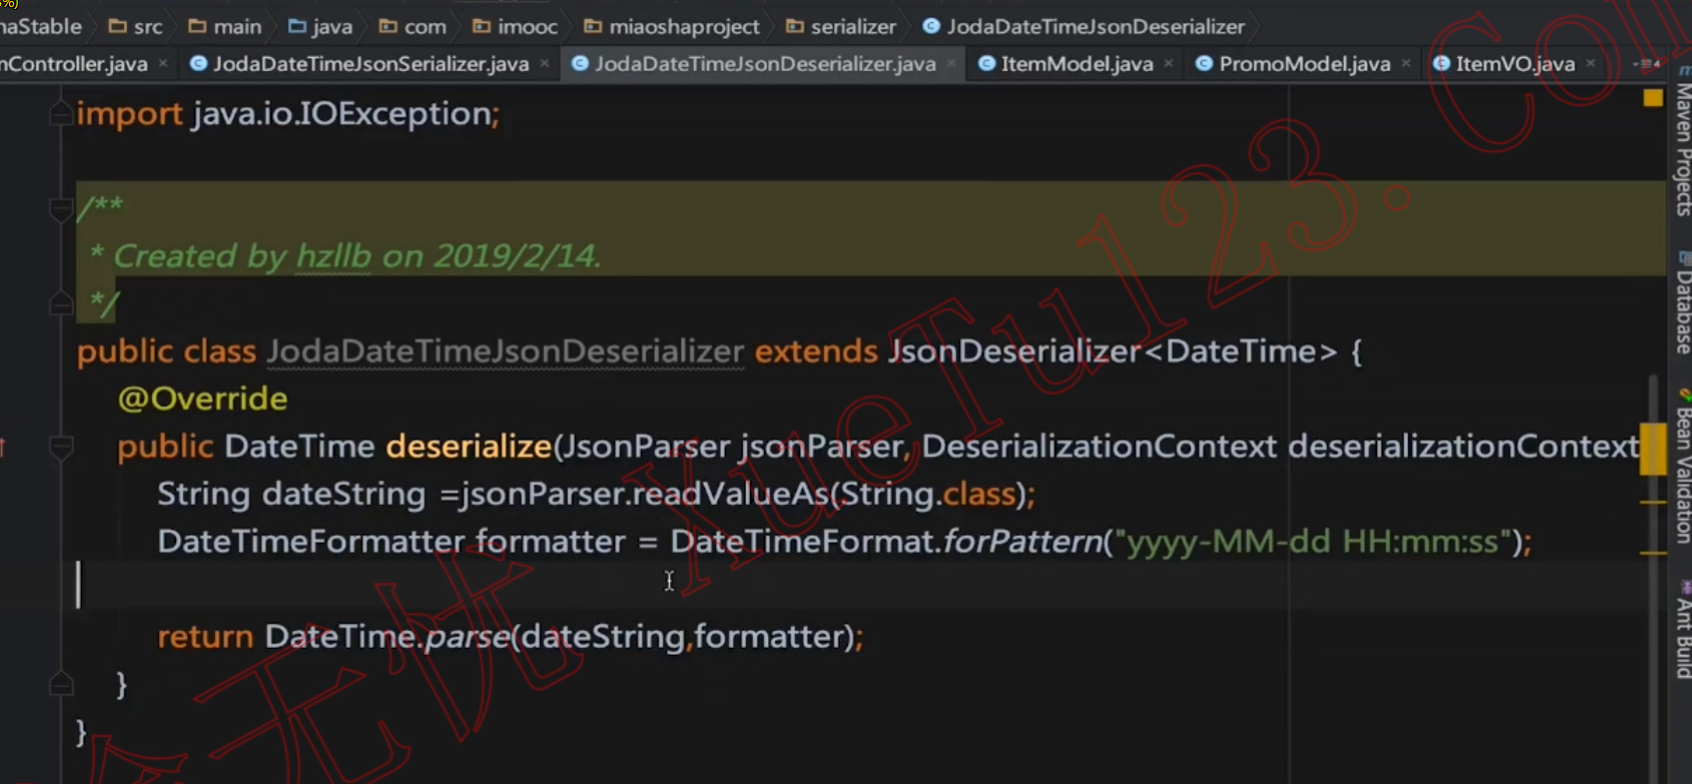 %)
naStable src main java com imooc miaoshaproject serializer JodaDateTimeJsonDeserializer
nController.java JodaDateTimeJsonSerializer.java JodaDateTimeJsonDeserializer.java ItemModel.java PromoModel.java ItemVO.java
import java.io.IOException;
/**
* Created by hzllb on 2019/2/14.
*/
public class JodaDateTimeJsonDeserializer extends JsonDeserializer<DateTime> {
@Override
public DateTime deserialize(JsonParser jsonParser, DeserializationContext deserializationContext
String dateString =jsonParser.readValueAs(String.class);
DateTimeFormatter formatter = DateTimeFormat.forPattern("yyyy-MM-dd HH:mm:ss");
return DateTime.parse(dateString,formatter);
}
}
Maven Projects
Database
Bean Validation
Ant Build
无忧 XueTu123.Com